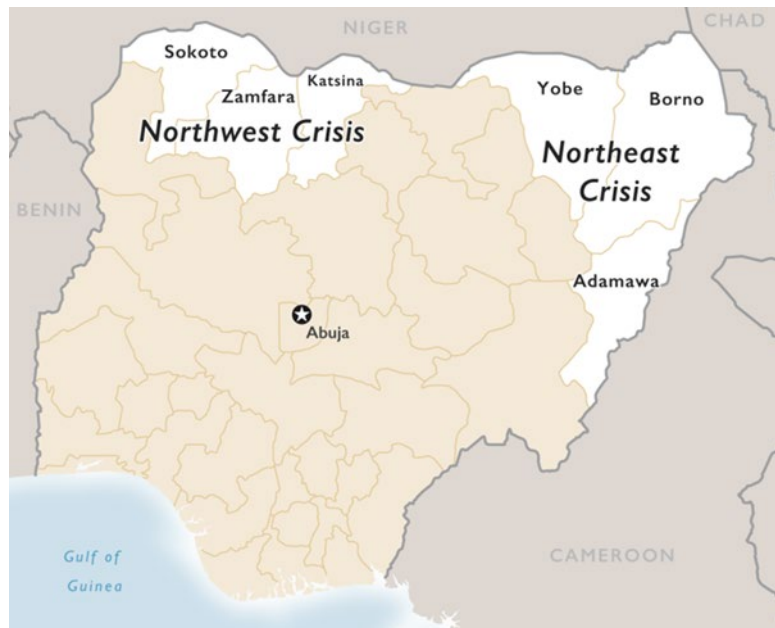 NIGER
CHAD
Sokoto
Katsina
Zamfara
Yobe
Borno
Northwest Crisis
Northeast
Crisis
BENIN
Adamawa
Abuja
Gulf of
Guinea
CAMEROON